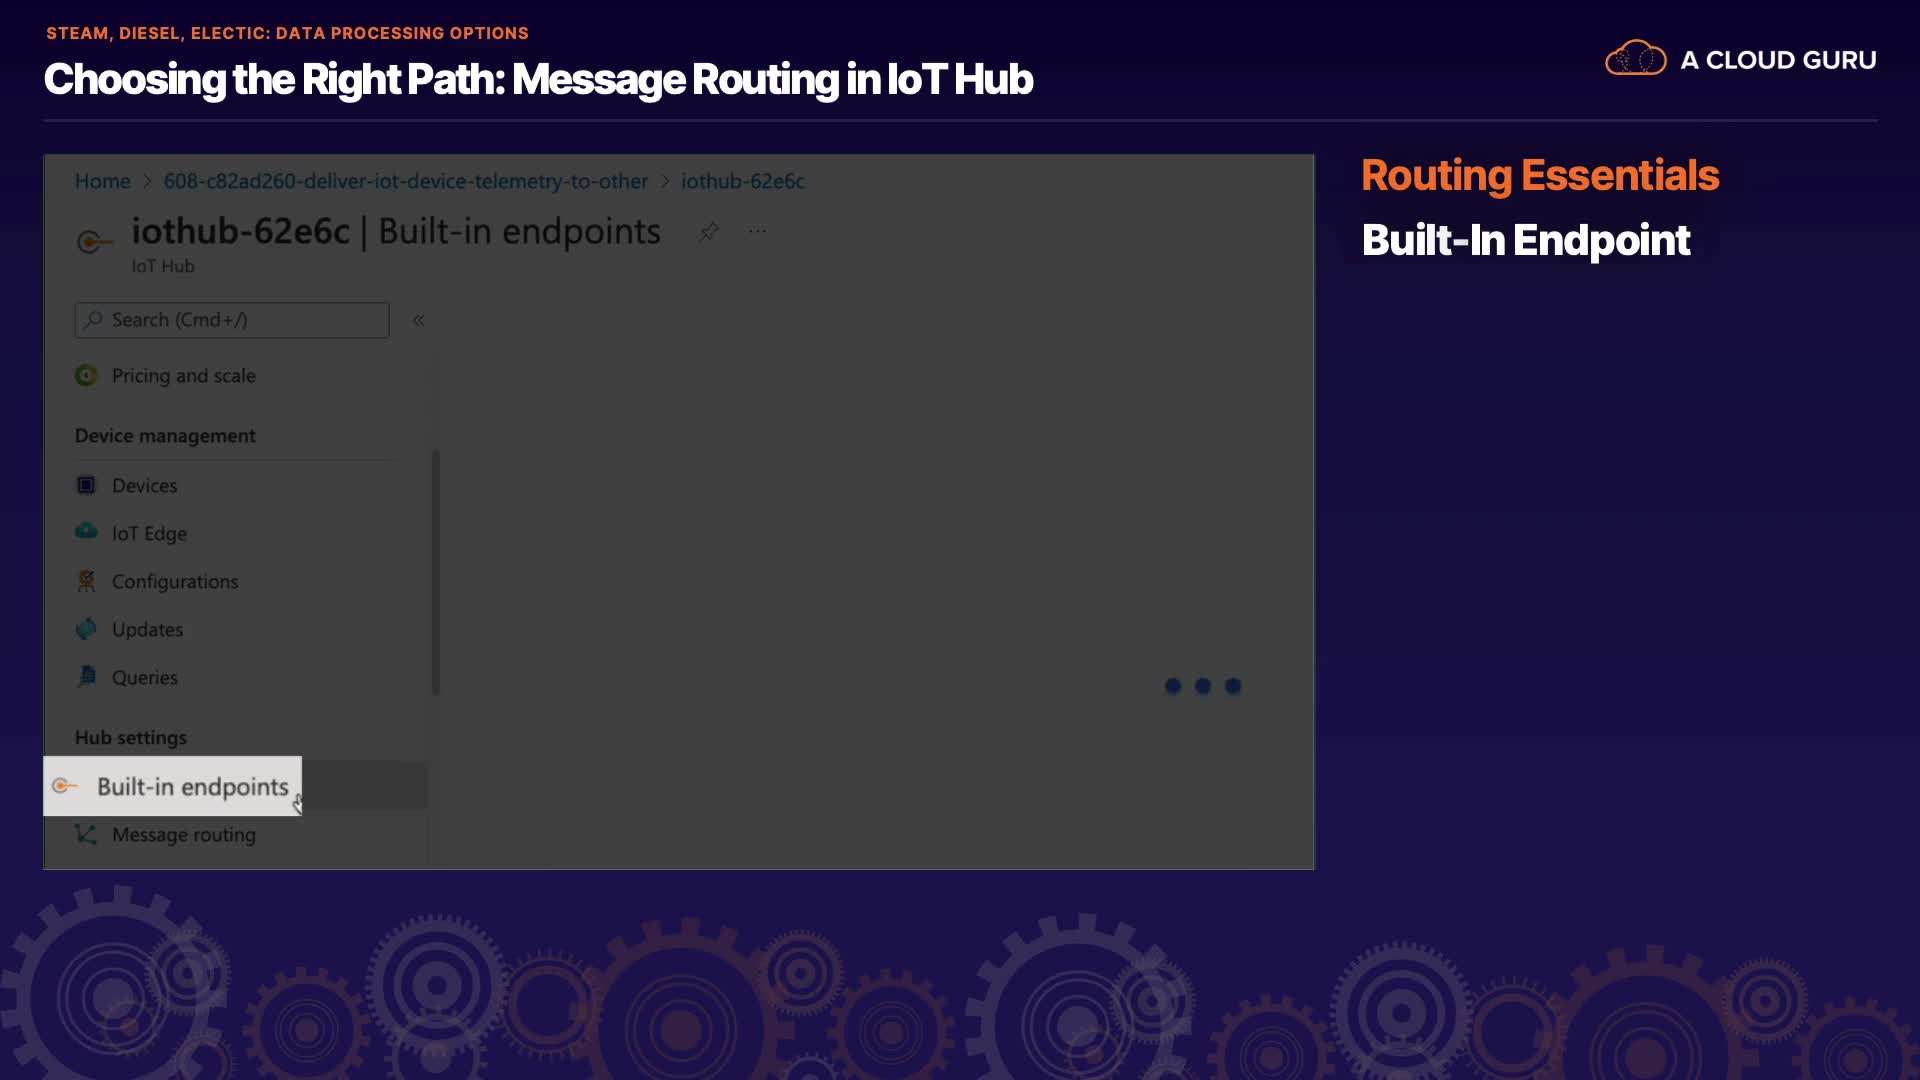 STEAM, DIESEL, ELECTIC: DATA PROCESSING OPTIONS
Choosing the Right Path: Message Routing in IoT Hub
A CLOUD GURU
Home > 608-c82ad260-deliver-iot-device-telemetry-to-other > iothub-62e6c
iothub-62e6c | Built-in endpoints ...
IoT Hub
Search (Cmd+/) «
Pricing and scale
Device management
Devices
IoT Edge
Configurations
Updates
Queries
Hub settings
Built-in endpoints
Message routing
Routing Essentials
Built-In Endpoint